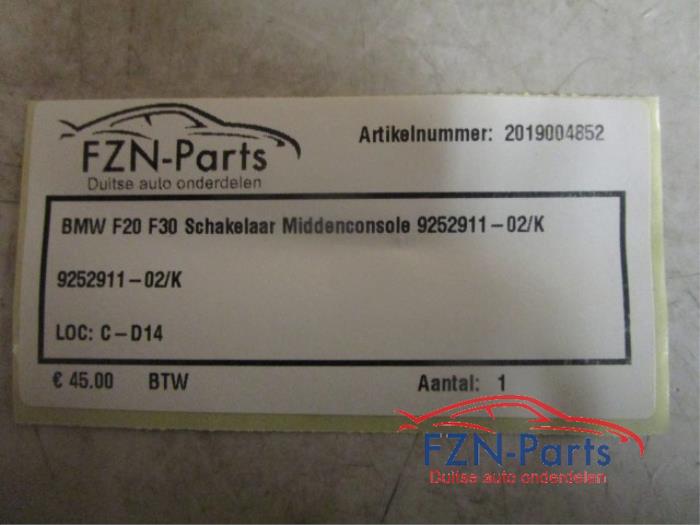 FZN-Parts
Duitse auto onderdelen
Artikelnummer: 2019004852
BMW F20 F30 Schakelaar Middenconsole 9252911-02/K
9252911-02/K
LOC: C-D14
€ 45.00 BTW Aantal: 1
FZN-Parts
Duitse auto onderdelen